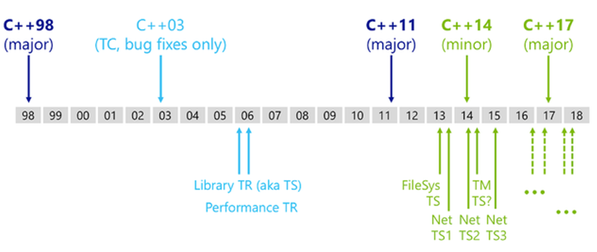 C++98
(major)
C++03
(TC, bug fixes only)
C++11
(major)
C++14
(minor)
C++17
(major)
98 99 00 01 02 03 04 05 06 07 08 09 10 11 12 13 14 15 16 17 18
Library TR (aka TS)
Performance TR
FileSys
TS
Net
TS1
TM
TS?
Net
TS2
Net
TS3
...
...